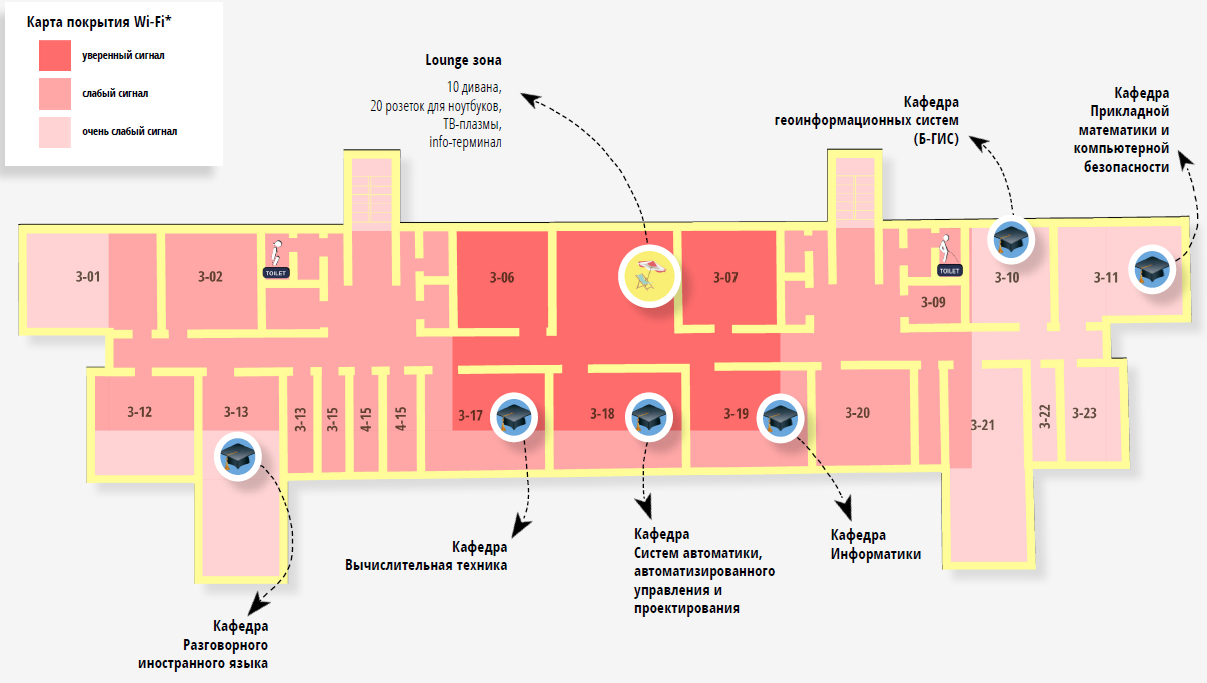 Карта покрытия Wi-Fi*
уверенный сигнал
слабый сигнал
очень слабый сигнал
Lounge зона
10 дивана,
20 розеток для ноутбуков,
ТВ-плазмы,
info-терминал
Кафедра
геоинформационных систем
(Б-ГИС)
Кафедра
Прикладной
математики и
компьютерной
безопасности
3-01
3-02
TOILET
3-06
3-07
TOILET
3-09
3-10
3-11
3-12
3-13
3-13
3-15
4-15
4-15
3-17
3-18
3-19
3-20
3-21
3-22
3-23
Кафедра
Вычислительная техника
Кафедра
Систем автоматики,
автоматизированного
управления и
проектирования
Кафедра
Информатики
Кафедра
Разговорного
иностранного языка